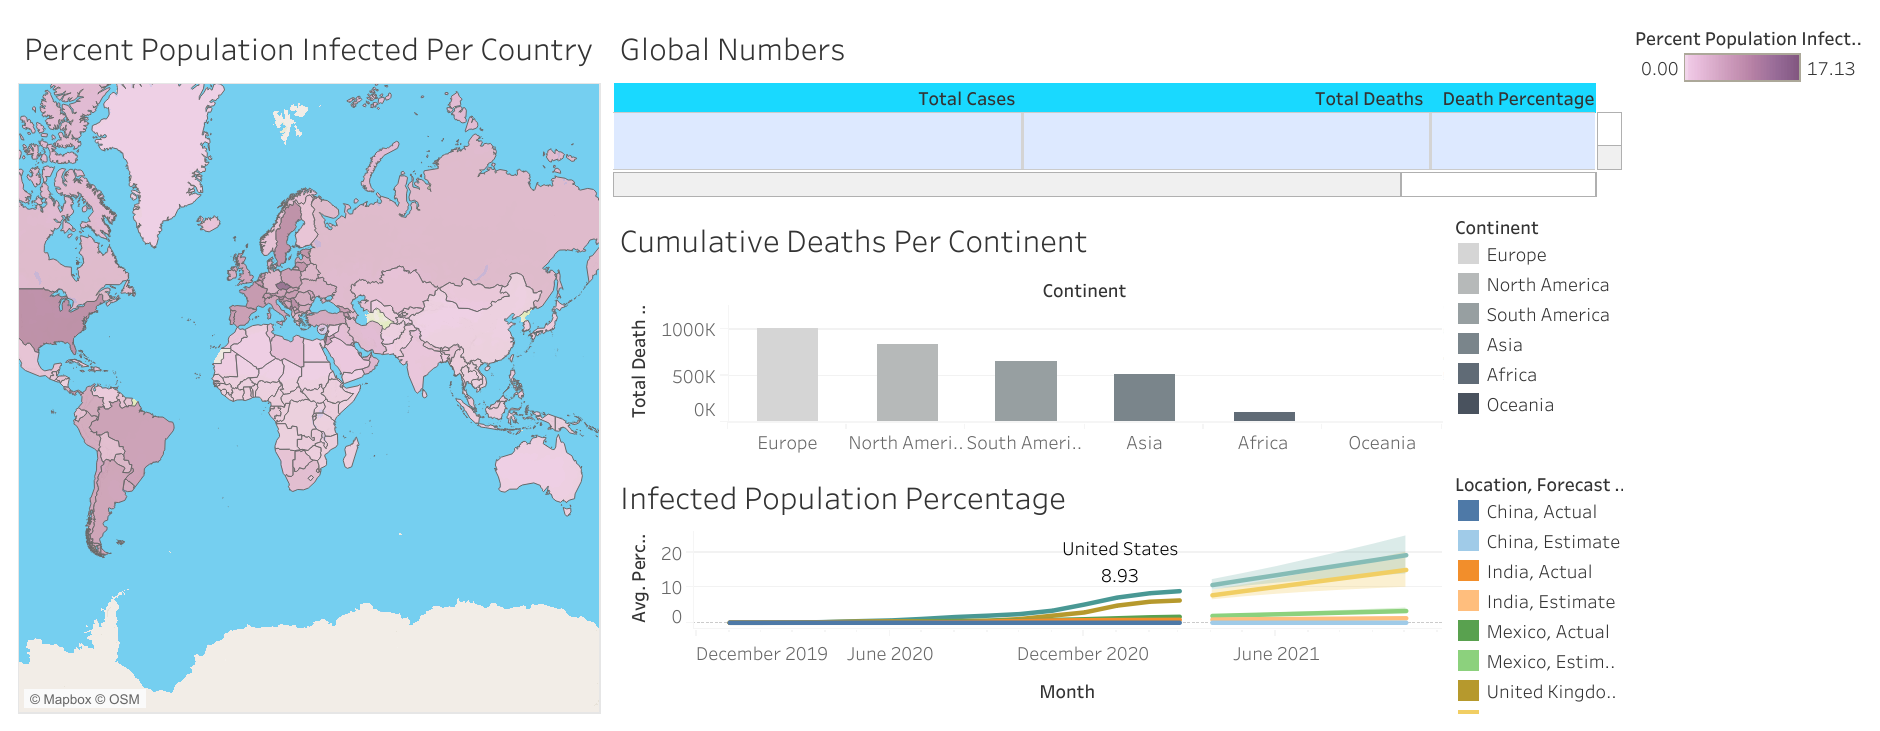 Percent Population Infected Per Country
© Mapbox © OSM
Global Numbers
Total Cases
Total Deaths
Death Percentage
Percent Population Infect..
0.00
17.13
Cumulative Deaths Per Continent
Continent
Total Death ..
1000K
500K
0K
Europe
North Ameri..
South Ameri..
Asia
Africa
Oceania
Continent
Europe
North America
South America
Asia
Africa
Oceania
Infected Population Percentage
Avg. Perc..
20
10
0
United States
8.93
December 2019
June 2020
December 2020
June 2021
Month
Location, Forecast ..
China, Actual
China, Estimate
India, Actual
India, Estimate
Mexico, Actual
Mexico, Estim..
United Kingdo..